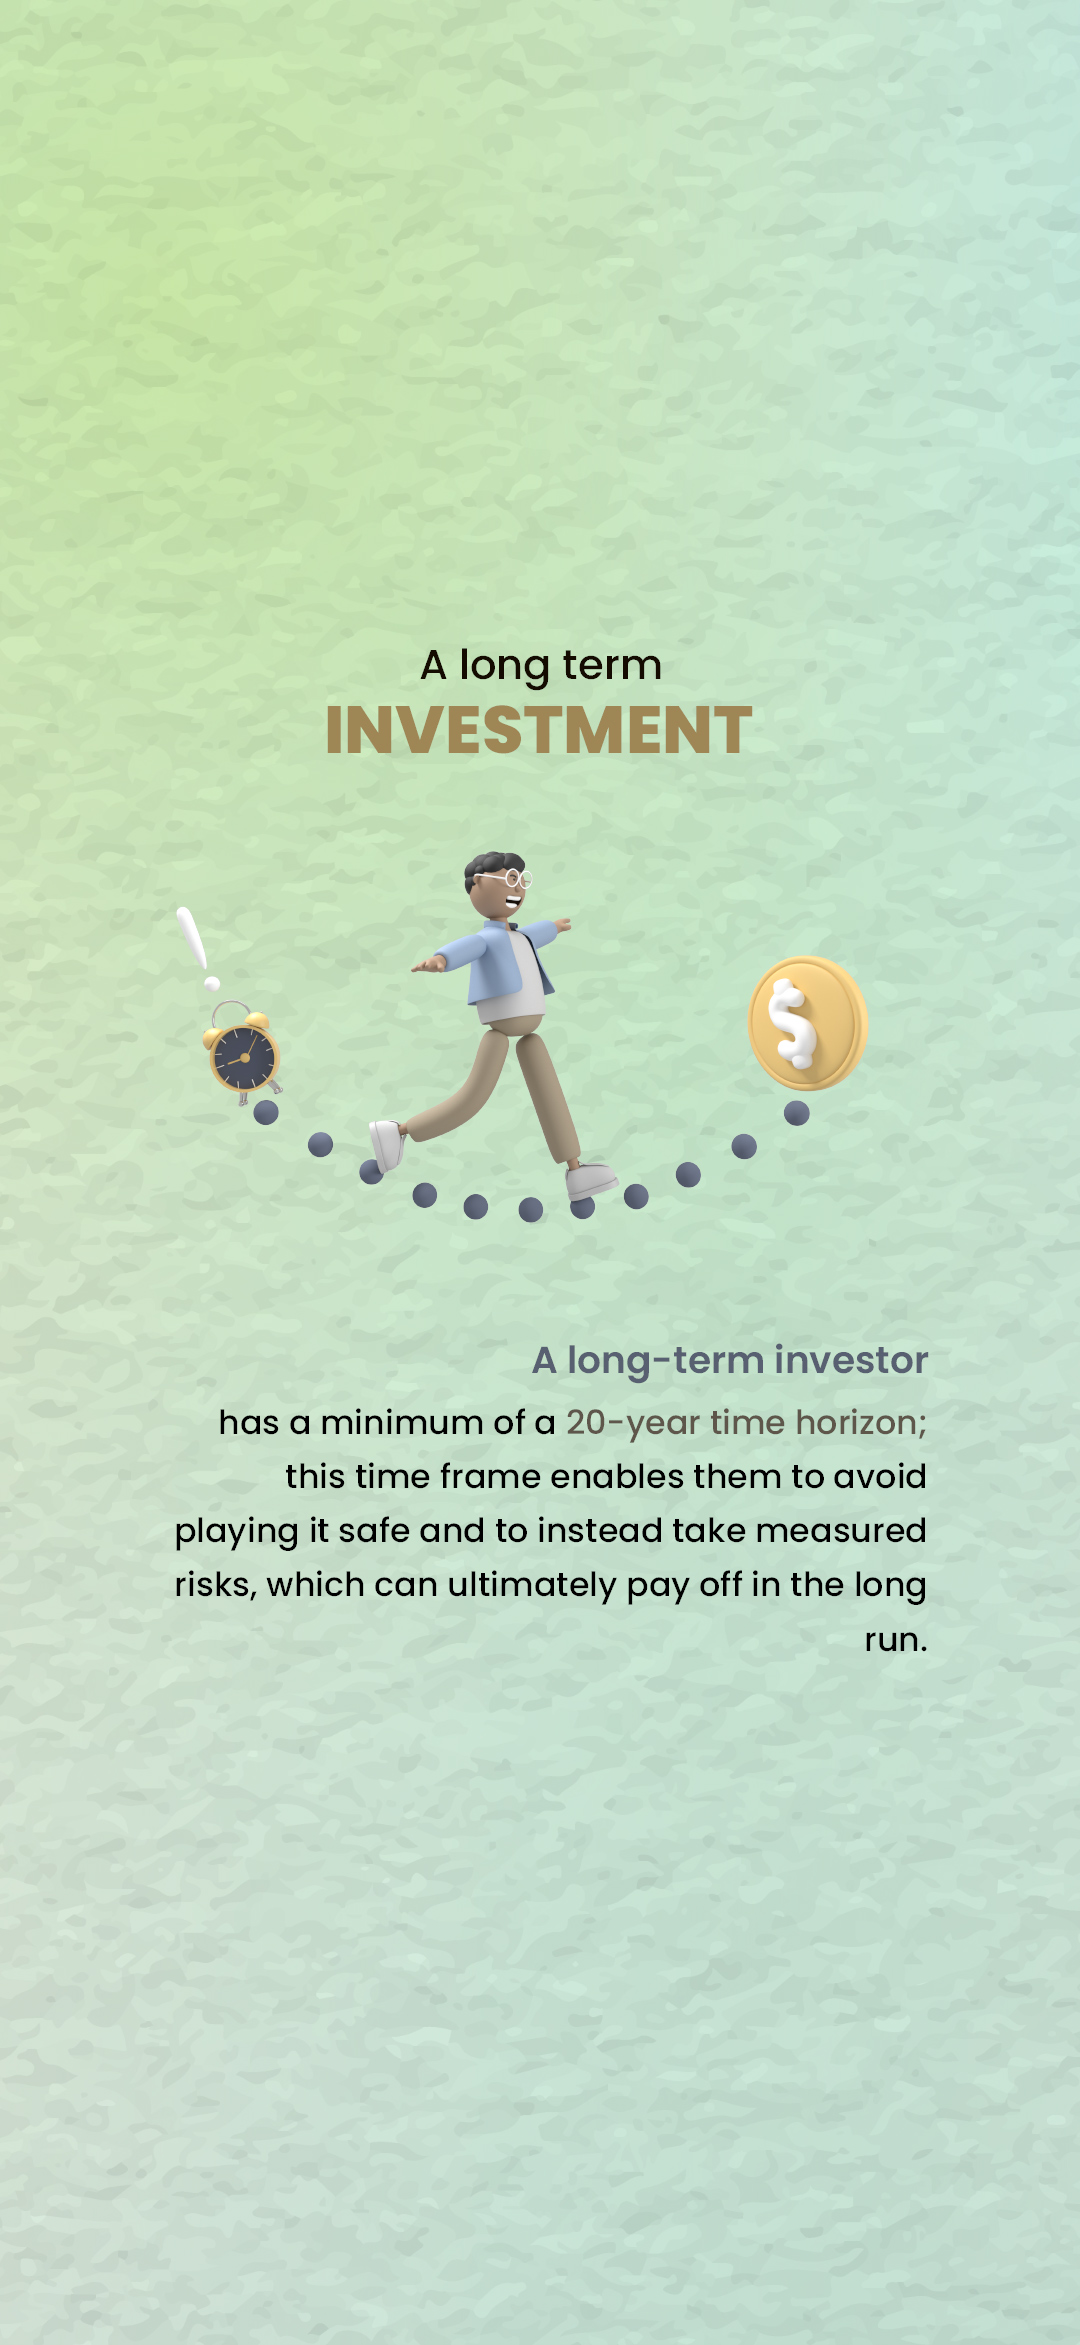 A long term
INVESTMENT
A long-term investor
has a minimum of a 20-year time horizon;
this time frame enables them to avoid
playing it safe and to instead take measured
risks, which can ultimately pay off in the long
run.